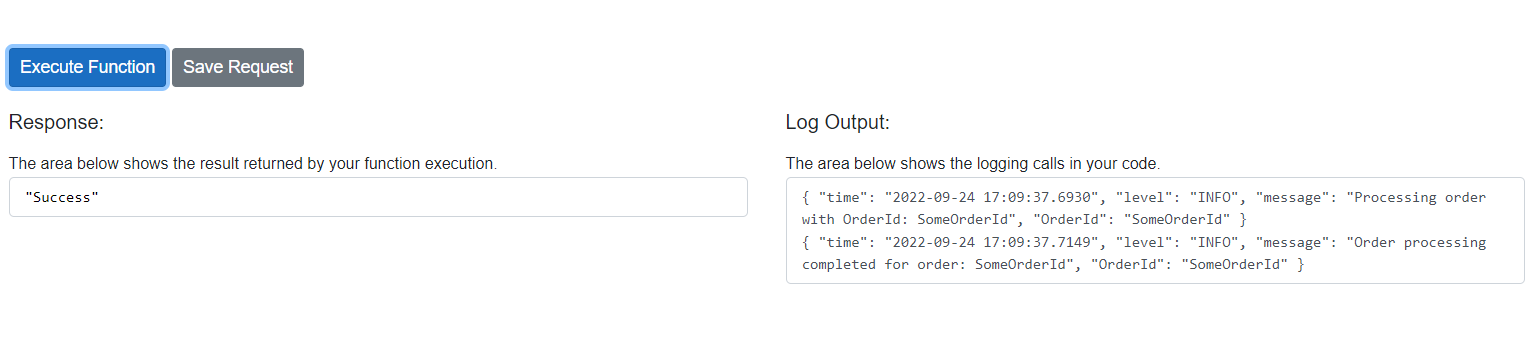 Execute Function Save Request
Response:
The area below shows the result returned by your function execution.
"Success"
Log Output:
The area below shows the logging calls in your code.
{ "time": "2022-09-24 17:09:37.6930", "level": "INFO", "message": "Processing order
with OrderId: SomeOrderId", "OrderId": "SomeOrderId" }
{ "time": "2022-09-24 17:09:37.7149", "level": "INFO", "message": "Order processing
completed for order: SomeOrderId", "OrderId": "SomeOrderId" }